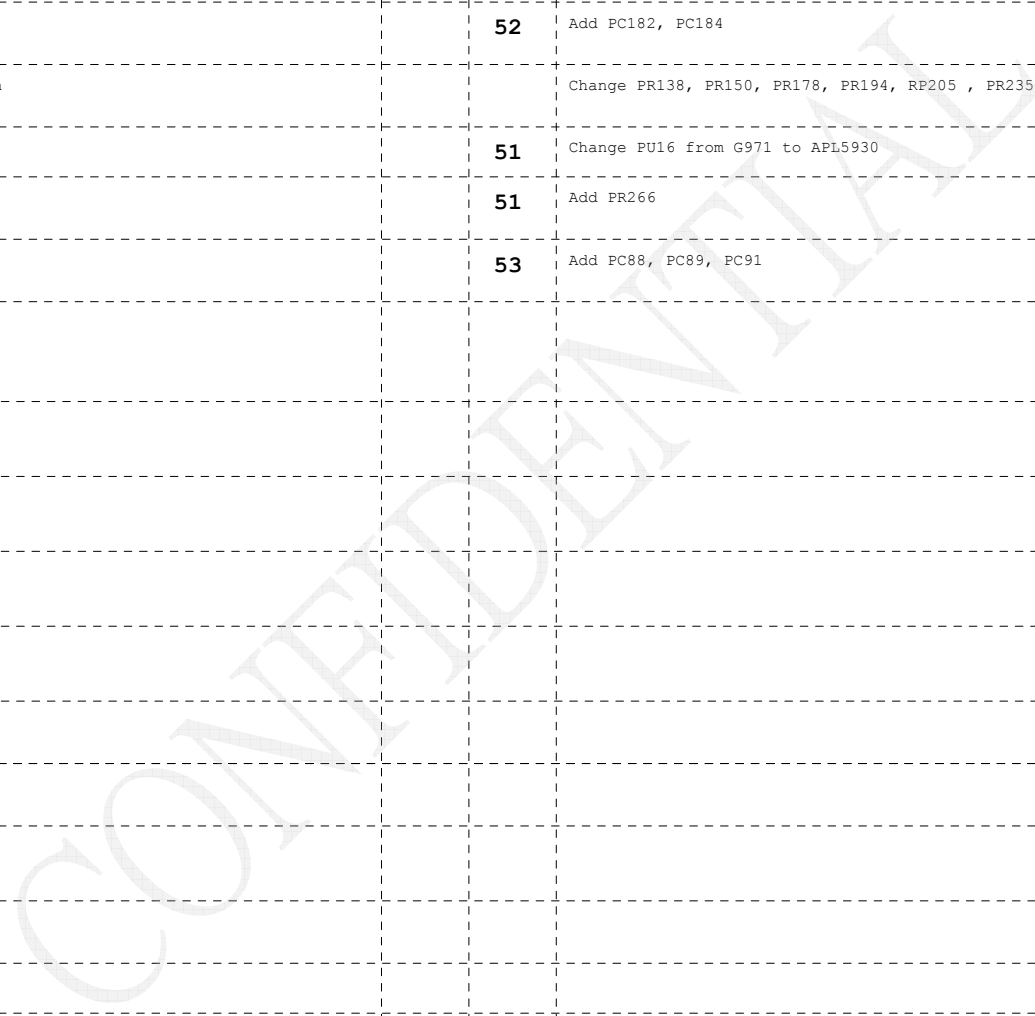 52 Add PC182, PC184
Change PR138, PR150, PR178, PR194, RP205 , PR235
51 Change PU16 from G971 to APL5930
51 Add PR266
53 Add PC88, PC89, PC91
CONFIDENTIAL